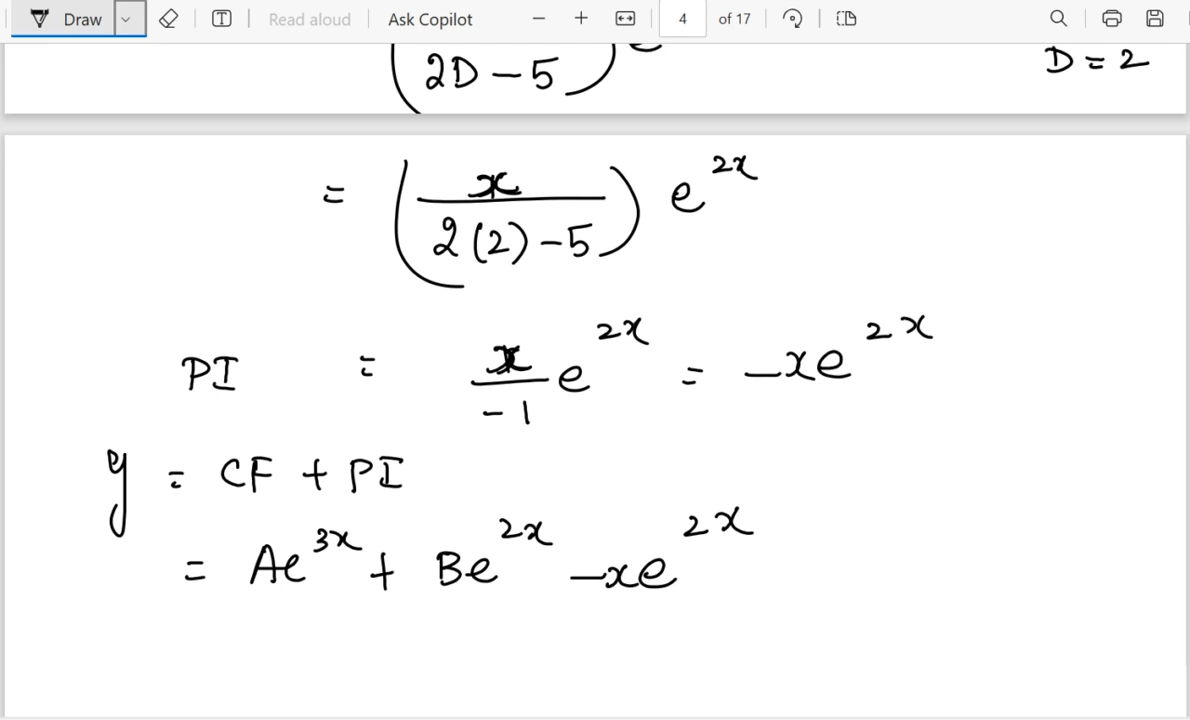 Draw Read aloud Ask Copilot − + 4 of 17
2D − 5
D = 2
= (x / (2(2) − 5)) e^{2x}
PI = x/−1 e^{2x} = −xe^{2x}
y = CF + PI
= Ae^{3x} + Be^{2x} −xe^{2x}